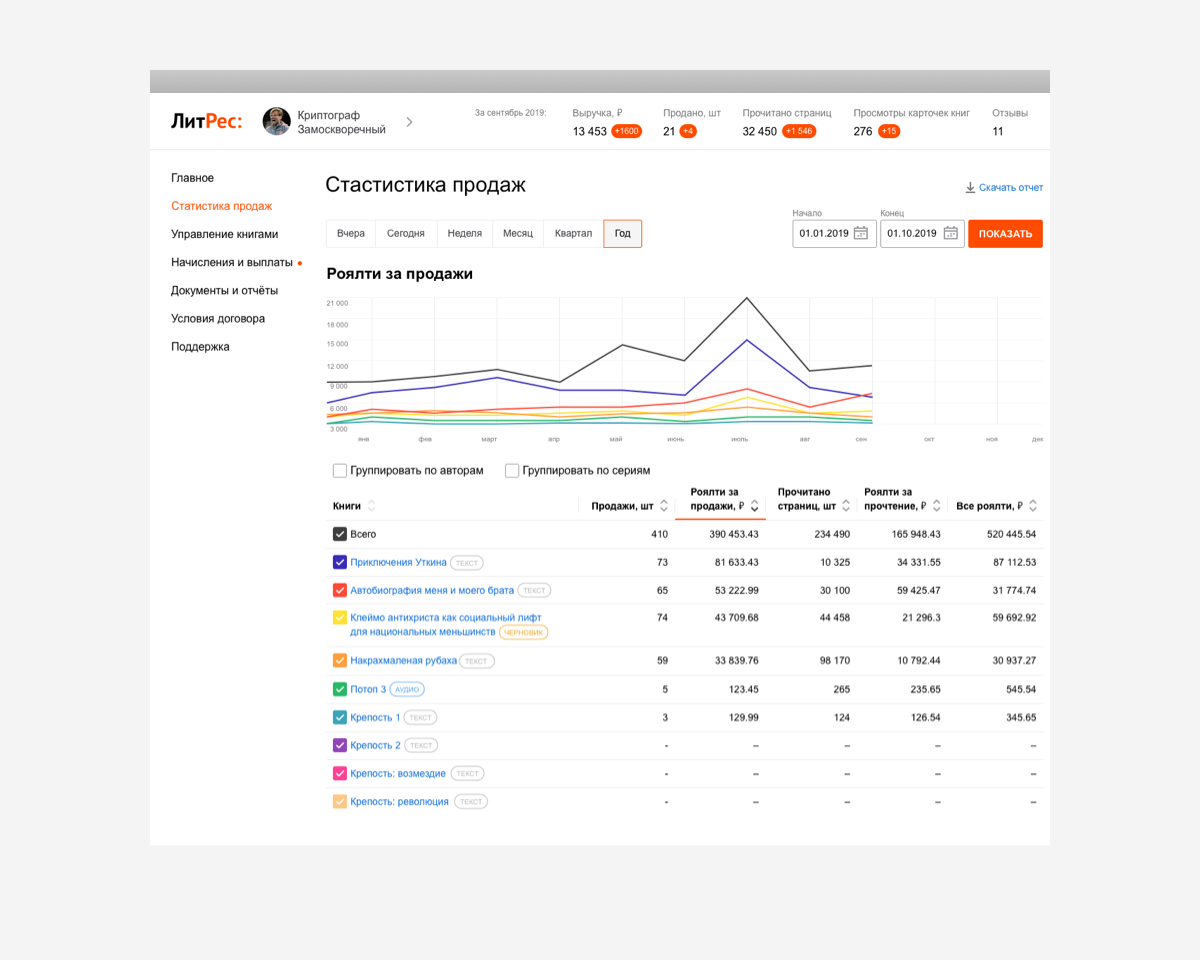 ЛитРес:
Криптограф
Замоскворечный
За сентябрь 2019:
Выручка, ₽
13 453 +1600
Продано, шт
21 +4
Прочитано страниц
32 450 +1 546
Просмотры карточек книг
276 +15
Отзывы
11
Главное
Статистика продаж
Управление книгами
Начисления и выплаты
Документы и отчёты
Условия договора
Поддержка
Стастистика продаж
Скачать отчет
Вчера Сегодня Неделя Месяц Квартал Год
Начало
01.01.2019
Конец
01.10.2019
ПОКАЗАТЬ
Роялти за продажи
21 000
18 000
15 000
12 000
9 000
6 000
3 000
янв фев март апр май июнь июль авг сен окт ноя дек
Группировать по авторам Группировать по сериям
Книги Продажи, шт Роялти за продажи, ₽ Прочитано страниц, шт Роялти за прочтение, ₽ Все роялти, ₽
Всего 410 390 453.43 234 490 165 948.43 520 445.54
Приключения Уткина ТЕКСТ 73 81 633.43 10 325 34 331.55 87 112.53
Автобиография меня и моего брата ТЕКСТ 65 53 222.99 30 100 59 425.47 31 774.74
Клеймо антихриста как социальный лифт
для национальных меньшинств ЧЕРНОВИК 74 43 709.68 44 458 21 296.3 59 692.92
Накрахмаленая рубаха ТЕКСТ 59 33 839.76 98 170 10 792.44 30 937.27
Потоп 3 АУДИО 5 123.45 265 235.65 545.54
Крепость 1 ТЕКСТ 3 129.99 124 126.54 345.65
Крепость 2 ТЕКСТ - – – – –
Крепость: возмездие ТЕКСТ - – – – –
Крепость: революция ТЕКСТ - – – – –